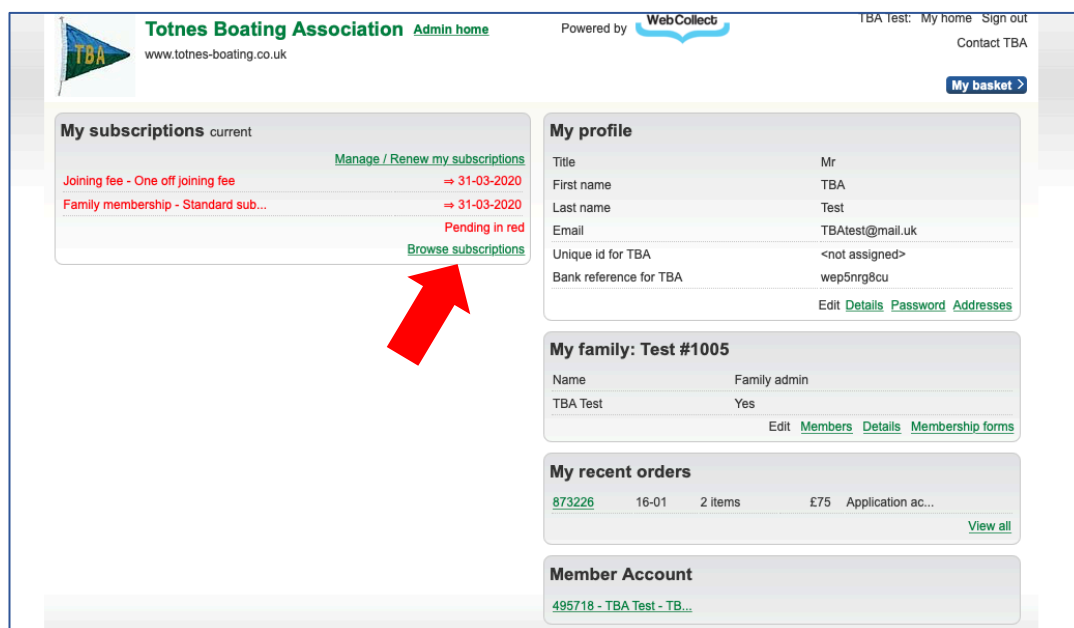 TBA
Totnes Boating Association Admin home
www.totnes-boating.co.uk
Powered by WebCollect
TBA Test: My home Sign out
Contact TBA
My basket >
My subscriptions current
Manage / Renew my subscriptions
Joining fee - One off joining fee ⇒ 31-03-2020
Family membership - Standard sub... ⇒ 31-03-2020
Pending in red
Browse subscriptions
My profile
Title Mr
First name TBA
Last name Test
Email TBAtest@mail.uk
Unique id for TBA <not assigned>
Bank reference for TBA wep5nrg8cu
Edit Details Password Addresses
My family: Test #1005
Name Family admin
TBA Test Yes
Edit Members Details Membership forms
My recent orders
873226 16-01 2 items £75 Application ac...
View all
Member Account
495718 - TBA Test - TB...